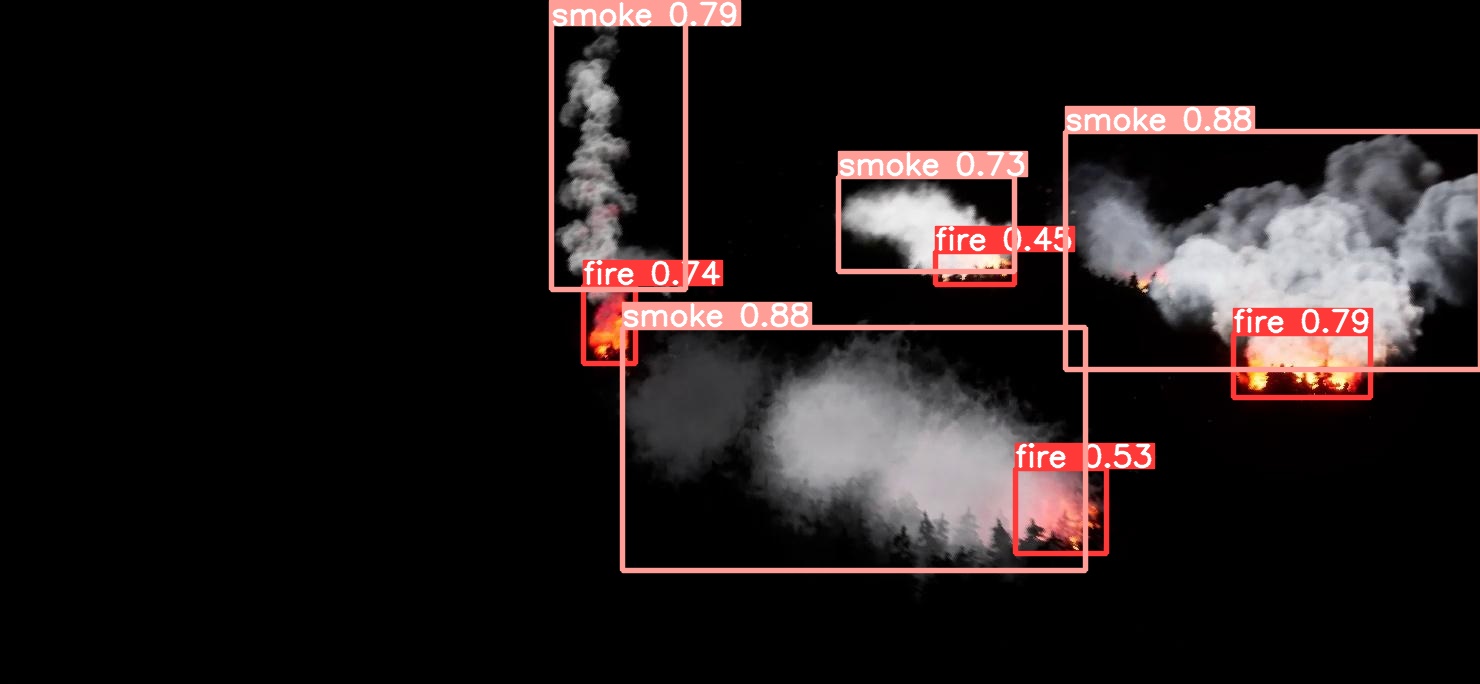 smoke 0.79
smoke 0.88
smoke 0.73
fire 0.45
fire 0.74
smoke 0.88
fire 0.79
fire 0.53